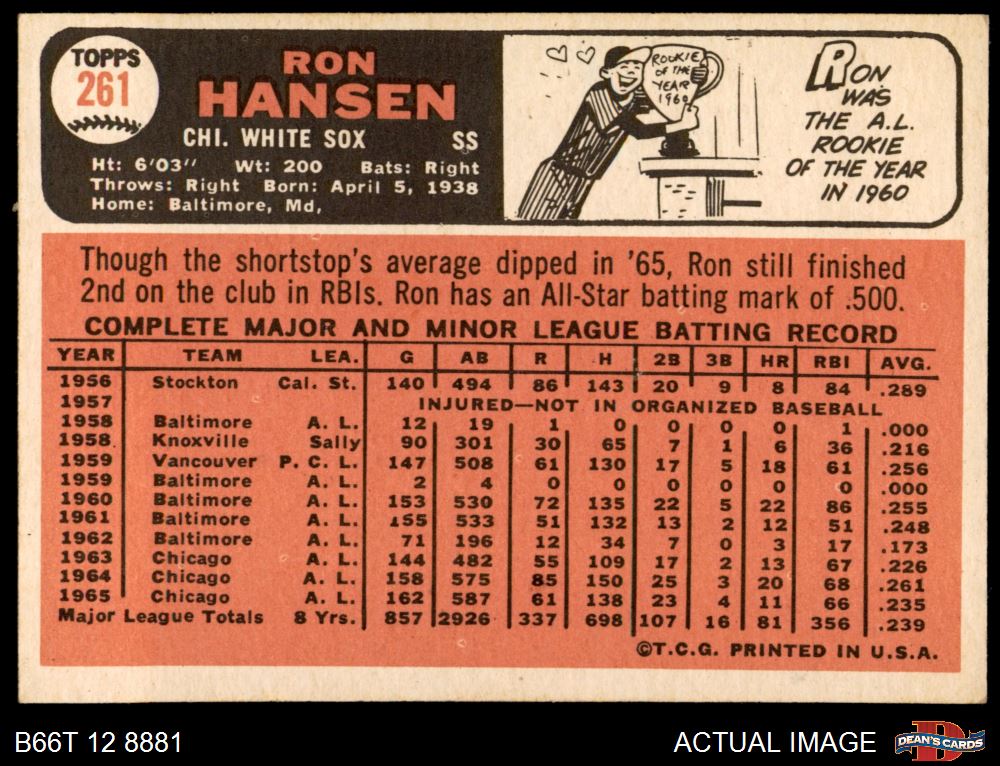 TOPPS
261
RON
HANSEN
CHI. WHITE SOX SS
Ht: 6'03" Wt: 200 Bats: Right
Throws: Right Born: April 5, 1938
Home: Baltimore, Md,
ROOKIE
OF THE
YEAR
1960
RON
WAS
THE A.L.
ROOKIE
OF THE YEAR
IN 1960
Though the shortstop's average dipped in '65, Ron still finished
2nd on the club in RBIs. Ron has an All-Star batting mark of .500.
COMPLETE MAJOR AND MINOR LEAGUE BATTING RECORD
YEAR TEAM LEA. G AB R H 2B 3B HR RBI AVG.
1956 Stockton Cal. St. 140 494 86 143 20 9 8 84 .289
1957 INJURED—NOT IN ORGANIZED BASEBALL
1958 Baltimore A. L. 12 19 1 0 0 0 0 1 .000
1958 Knoxville Sally 90 301 30 65 7 1 6 36 .216
1959 Vancouver P. C. L. 147 508 61 130 17 5 18 61 .256
1959 Baltimore A. L. 2 4 0 0 0 0 0 0 .000
1960 Baltimore A. L. 153 530 72 135 22 5 22 86 .255
1961 Baltimore A. L. 155 533 51 132 13 2 12 51 .248
1962 Baltimore A. L. 71 196 12 34 7 0 3 17 .173
1963 Chicago A. L. 144 482 55 109 17 2 13 67 .226
1964 Chicago A. L. 158 575 85 150 25 3 20 68 .261
1965 Chicago A. L. 162 587 61 138 23 4 11 66 .235
Major League Totals 8 Yrs. 857 2926 337 698 107 16 81 356 .239
©T.C.G. PRINTED IN U.S.A.
B66T 12 8881
ACTUAL IMAGE
D
DEAN'S CARDS